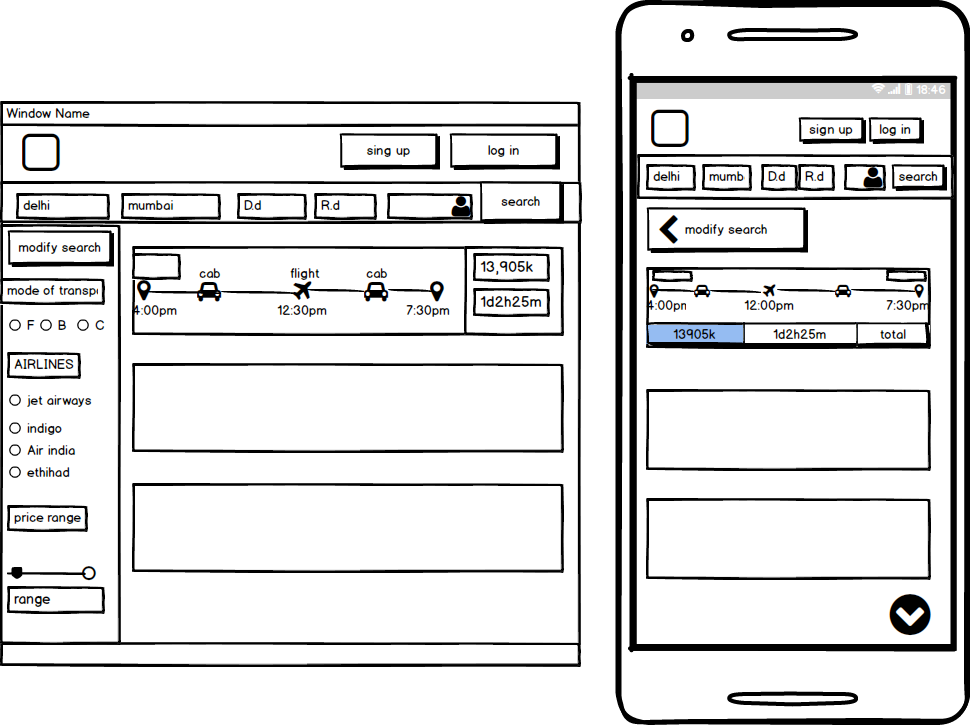 Window Name
sing up
log in
delhi
mumbai
D.d
R.d
search
modify search
mode of transp
F
B
C
AIRLINES
jet airways
indigo
Air india
ethihad
price range
range
cab
flight
cab
4:00pm
12:30pm
7:30pm
13,905k
1d2h25m
18:46
sign up
log in
delhi
mumb
D.d
R.d
search
modify search
4:00pn
12:00pm
7:30pm
13905k
1d2h25m
total